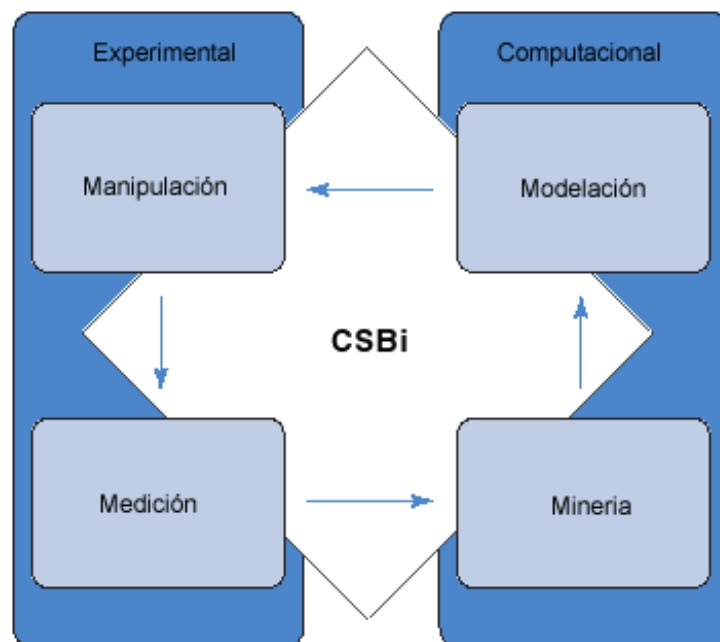 Experimental
Computacional
Manipulación
Modelación
CSBi
Medición
Mineria